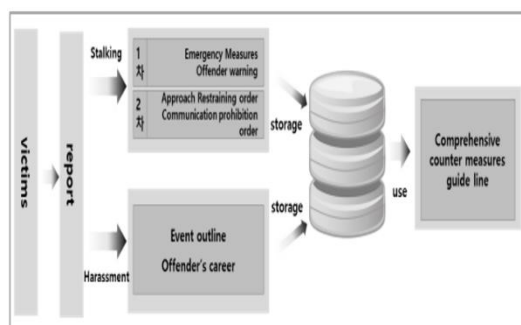 victims
report
Stalking
1
차
Emergency Measures
Offender warning
2
차
Approach Restraining order
Communication prohibition
order
Harassment
Event outline
Offender's career
storage
storage
use
Comprehensive
counter measures
guide line